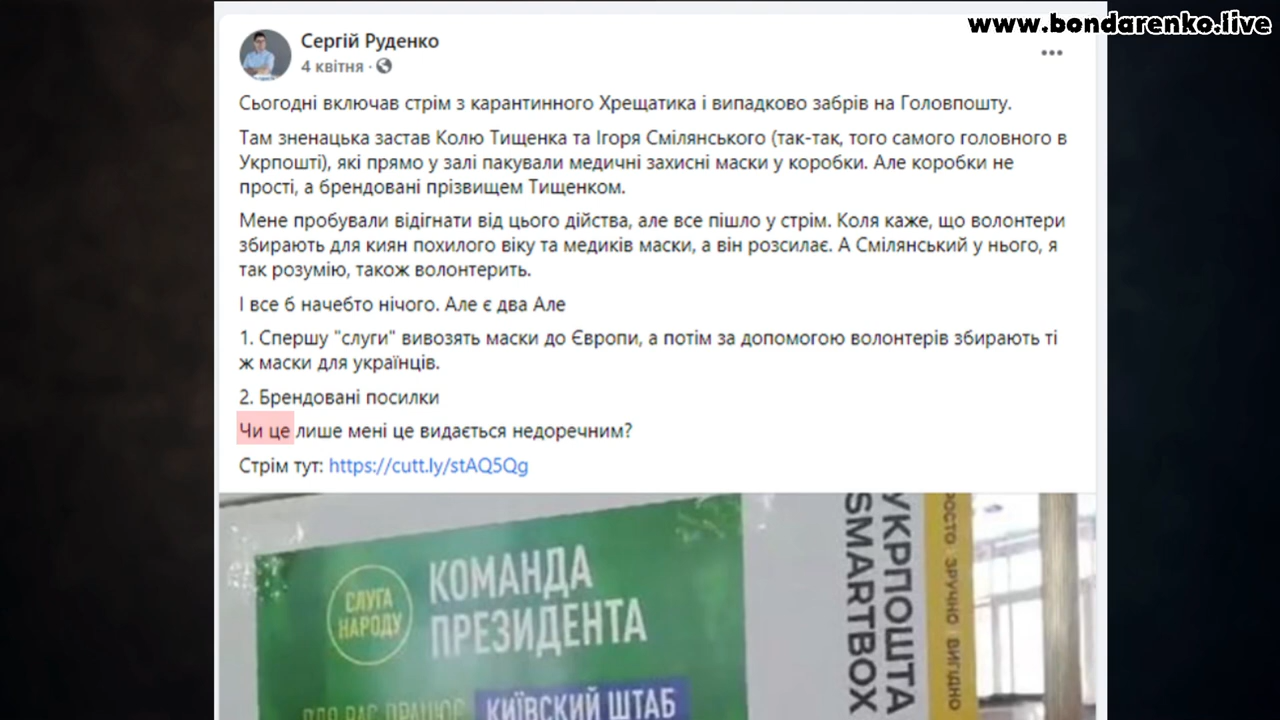 www.bondarenko.live
Сергій Руденко
4 квітня ·
Сьогодні включав стрім з карантинного Хрещатика і випадково забрів на Головпошту.
Там зненацька застав Колю Тищенка та Ігоря Смілянського (так-так, того самого головного в
Укрпошті), які прямо у залі пакували медичні захисні маски у коробки. Але коробки не
прості, а брендовані прізвищем Тищенком.
Мене пробували відігнати від цього дійства, але все пішло у стрім. Коля каже, що волонтери
збирають для киян похилого віку та медиків маски, а він розсилає. А Смілянський у нього, я
так розумію, також волонтерить.
І все б начебто нічого. Але є два Але
1. Спершу "слуги" вивозять маски до Європи, а потім за допомогою волонтерів збирають ті
ж маски для українців.
2. Брендовані посилки
Чи це лише мені це видається недоречним?
Стрім тут: https://cutt.ly/stAQ5Qg
СЛУГА
НАРОДУ
КОМАНДА
ПРЕЗИДЕНТА
ДЛЯ ВАС ПРАЦЮЄ
КИЇВСКИЙ ШТАБ
УКРПОШТА
SMARTBOX
просто зручно вигідно